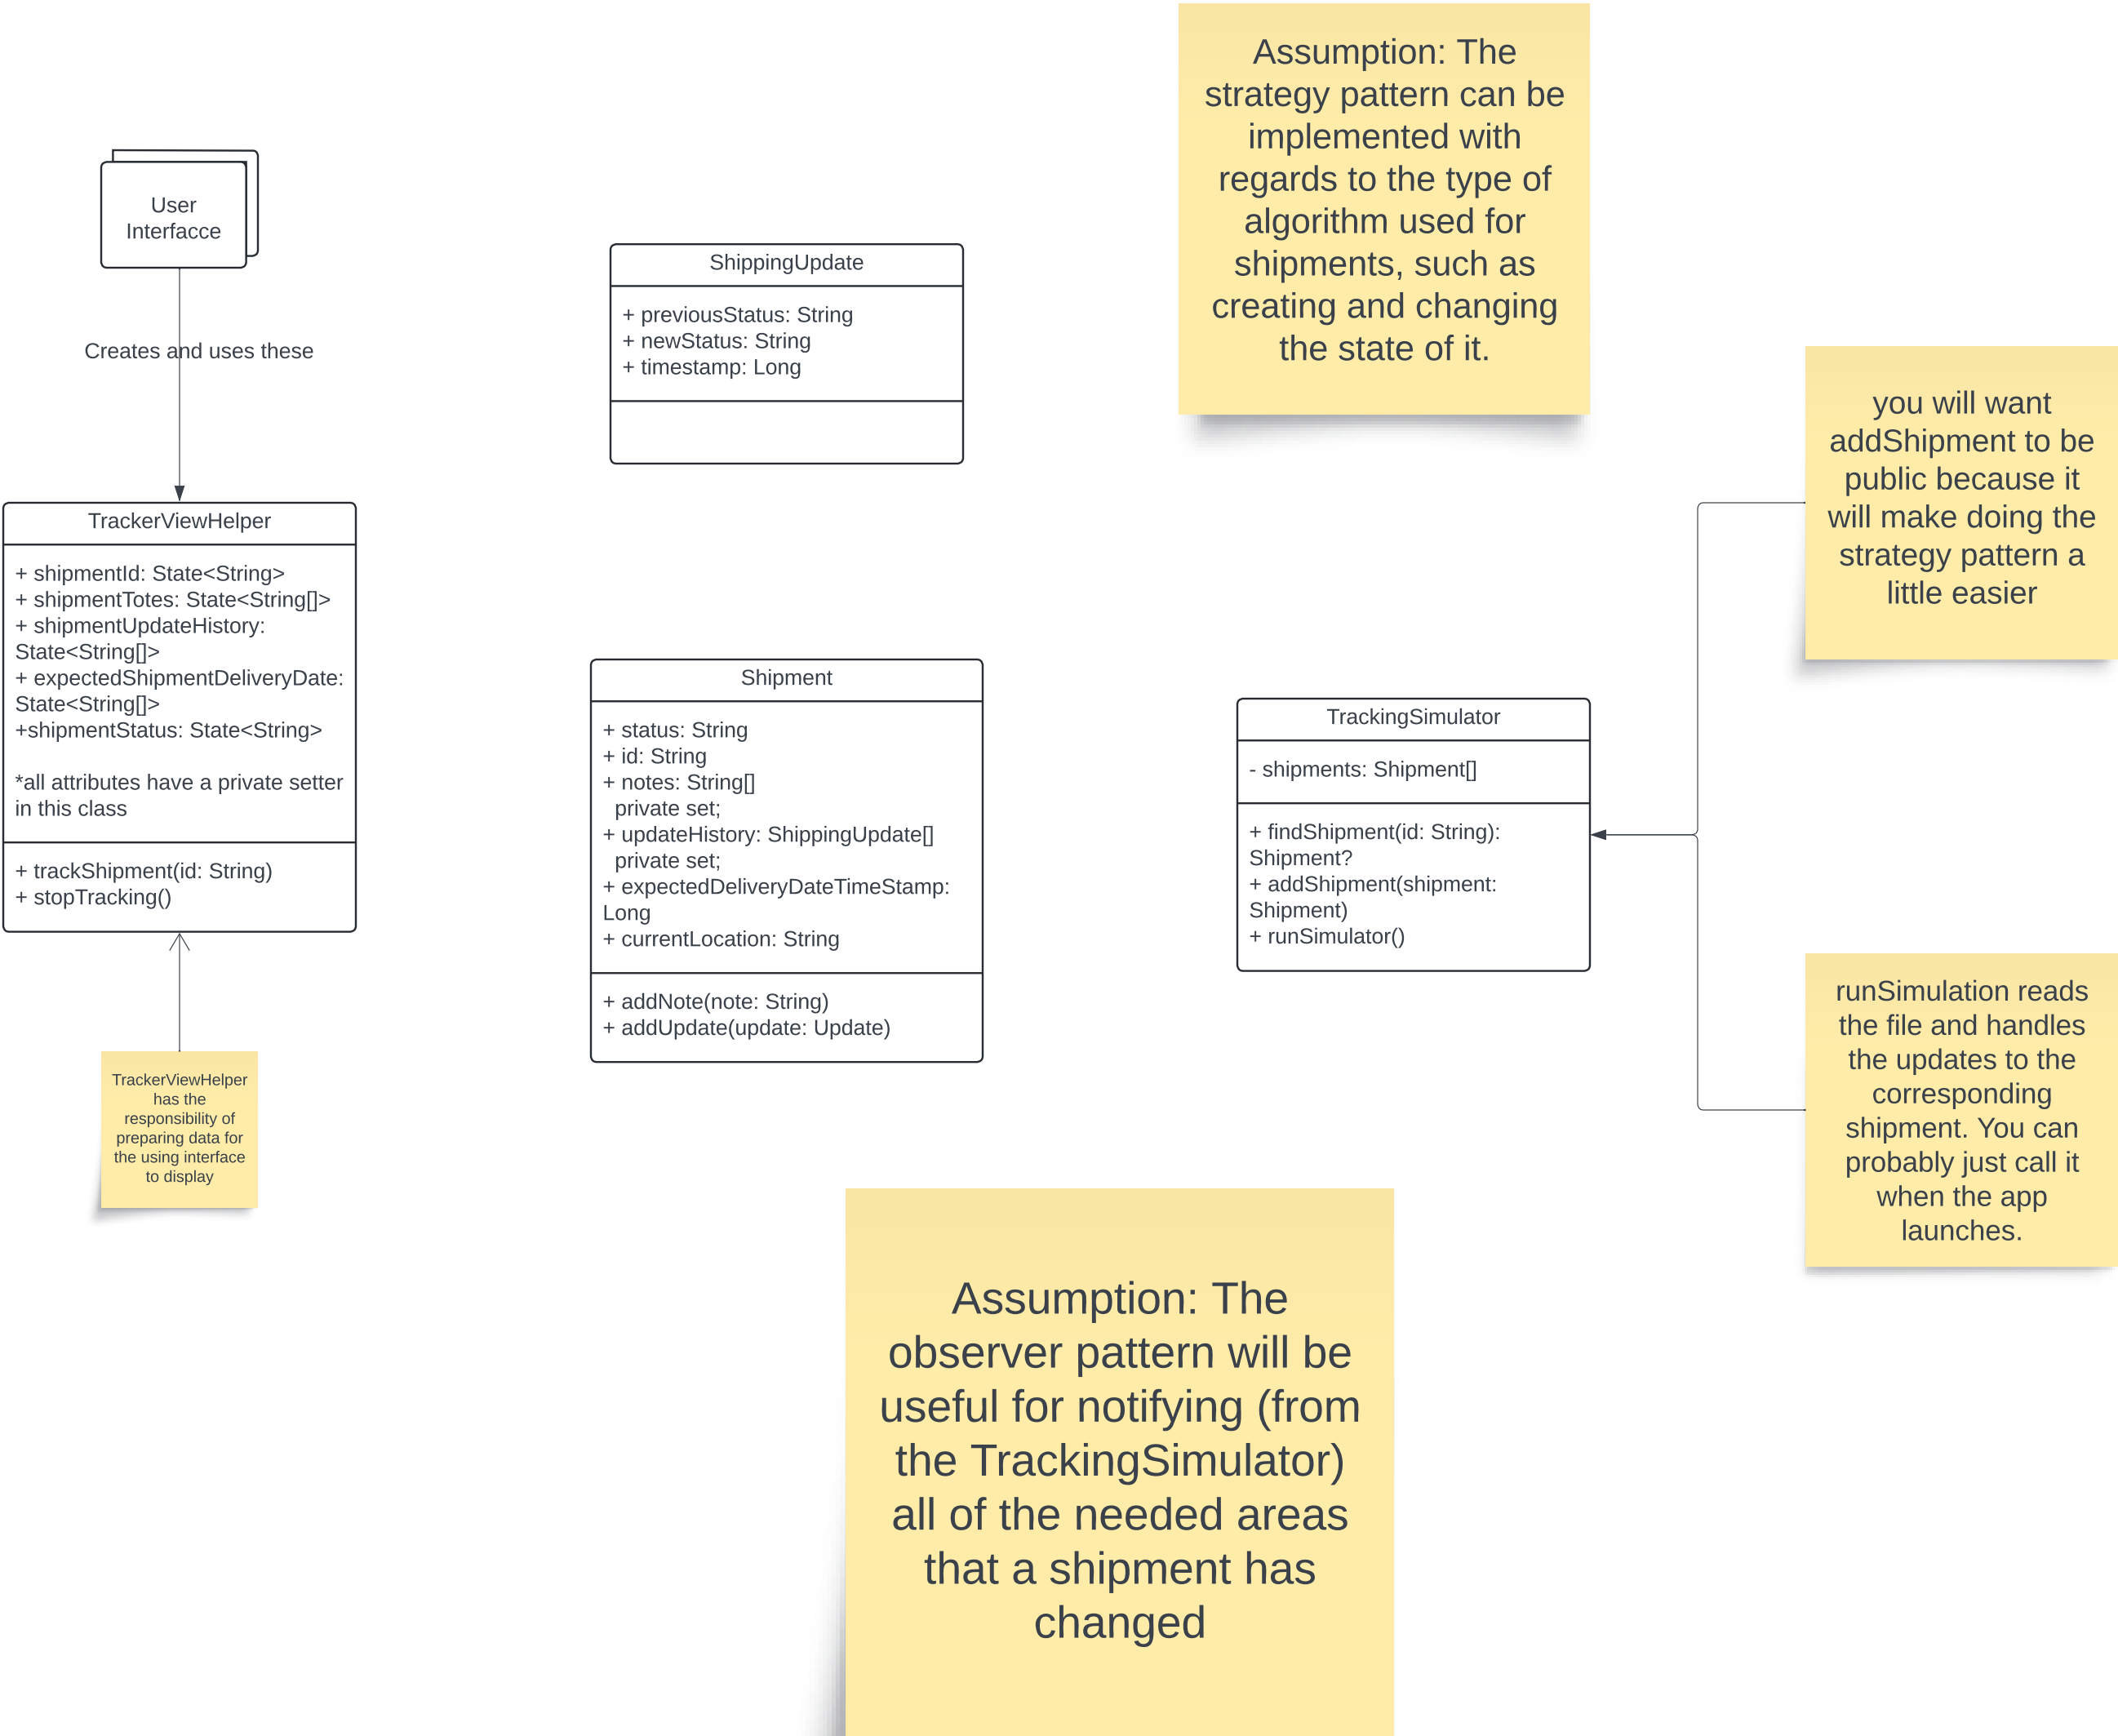 User
Interfacce
Creates and uses these
TrackerViewHelper
+ shipmentId: State<String>
+ shipmentTotes: State<String[]>
+ shipmentUpdateHistory:
State<String[]>
+ expectedShipmentDeliveryDate:
State<String[]>
+shipmentStatus: State<String>
*all attributes have a private setter
in this class
+ trackShipment(id: String)
+ stopTracking()
TrackerViewHelper
has the
responsibility of
preparing data for
the using interface
to display
ShippingUpdate
+ previousStatus: String
+ newStatus: String
+ timestamp: Long
Shipment
+ status: String
+ id: String
+ notes: String[]
private set;
+ updateHistory: ShippingUpdate[]
private set;
+ expectedDeliveryDateTimeStamp:
Long
+ currentLocation: String
+ addNote(note: String)
+ addUpdate(update: Update)
Assumption: The
strategy pattern can be
implemented with
regards to the type of
algorithm used for
shipments, such as
creating and changing
the state of it.
TrackingSimulator
- shipments: Shipment[]
+ findShipment(id: String):
Shipment?
+ addShipment(shipment:
Shipment)
+ runSimulator()
you will want
addShipment to be
public because it
will make doing the
strategy pattern a
little easier
runSimulation reads
the file and handles
the updates to the
corresponding
shipment. You can
probably just call it
when the app
launches.
Assumption: The
observer pattern will be
useful for notifying (from
the TrackingSimulator)
all of the needed areas
that a shipment has
changed